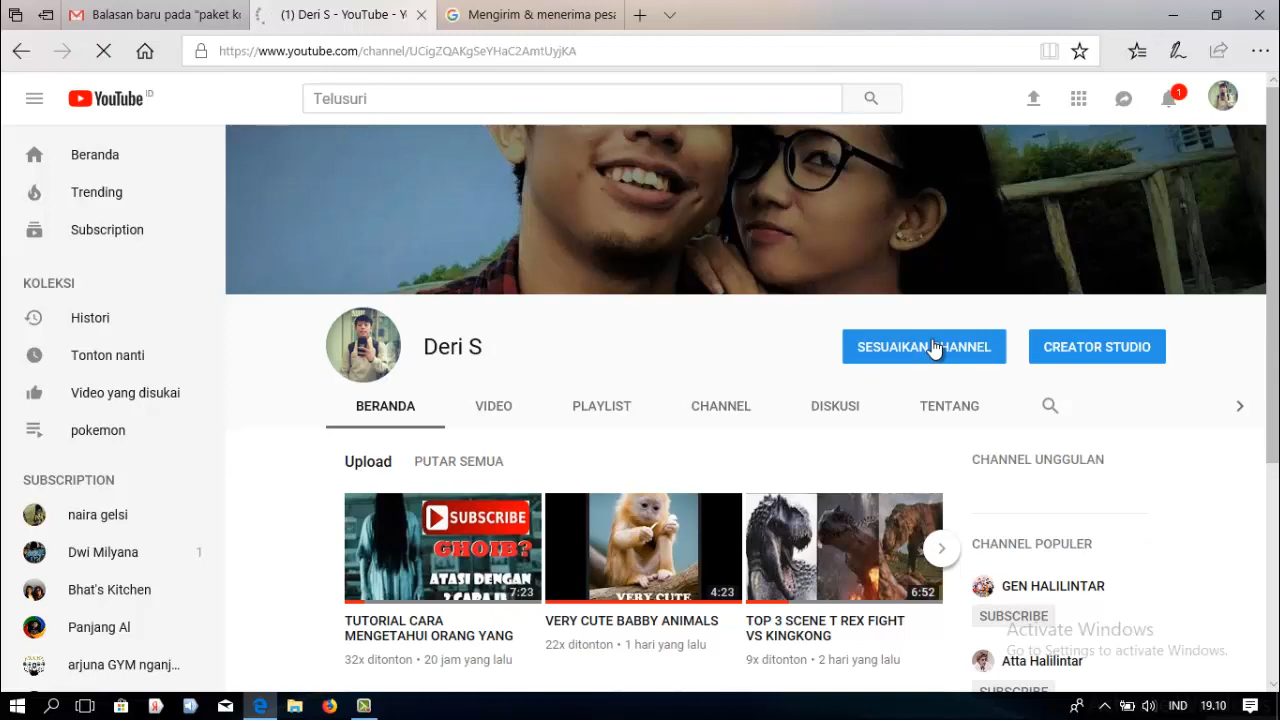 Balasan baru pada "paket ku
(1) Deri S - YouTube - Y
Mengirim & menerima pesa
https://www.youtube.com/channel/UCigZQAKgSeYHaC2AmtUyjKA
YouTube ID
Telusuri
1
Beranda
Trending
Subscription
KOLEKSI
Histori
Tonton nanti
Video yang disukai
pokemon
SUBSCRIPTION
naira gelsi
Dwi Milyana 1
Bhat's Kitchen
Panjang Al
arjuna GYM nganj...
Deri S
SESUAIKAN CHANNEL
CREATOR STUDIO
BERANDA VIDEO PLAYLIST CHANNEL DISKUSI TENTANG
Upload PUTAR SEMUA
SUBSCRIBE
GHOIB?
ATASI DENGAN
7:23
TUTORIAL CARA
MENGETAHUI ORANG YANG
32x ditonton • 20 jam yang lalu
VERY CUTE
4:23
VERY CUTE BABBY ANIMALS
22x ditonton • 1 hari yang lalu
6:52
TOP 3 SCENE T REX FIGHT
VS KINGKONG
9x ditonton • 2 hari yang lalu
CHANNEL UNGGULAN
CHANNEL POPULER
GEN HALILINTAR
SUBSCRIBE
Atta Halilintar
SUBSCRIBE
Activate Windows
Go to Settings to activate Windows.
IND 19.10